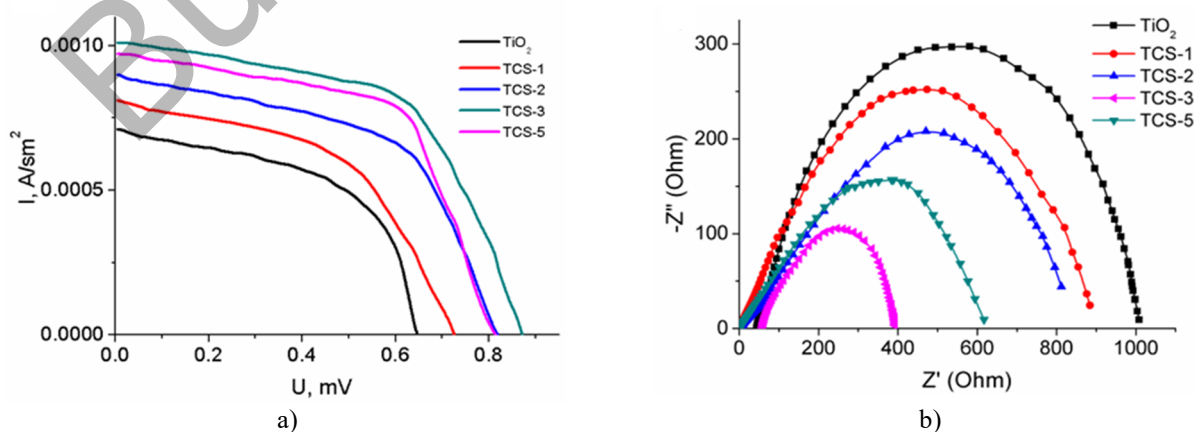 Bu
0.0010
0.0005
0.0000
I, A/sm²
0.0 0.2 0.4 0.6 0.8
U, mV
TiO₂
TCS-1
TCS-2
TCS-3
TCS-5
a)
300
200
100
0
-Z'' (Ohm)
0 200 400 600 800 1000
Z' (Ohm)
TiO₂
TCS-1
TCS-2
TCS-3
TCS-5
b)